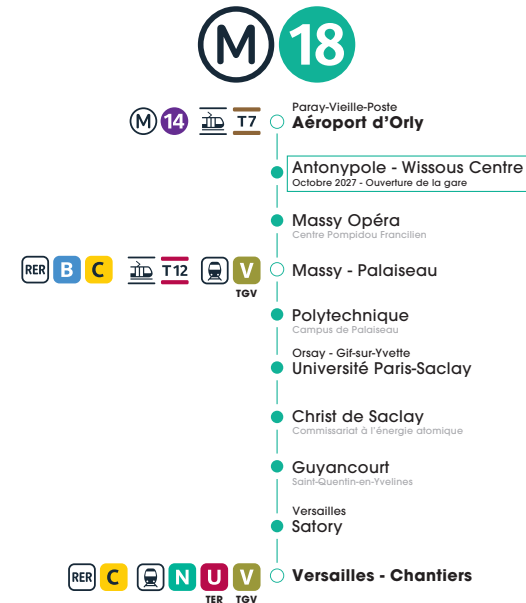 M 18
Paray-Vieille-Poste
M 14 T7 Aéroport d'Orly
Antonypole - Wissous Centre
Octobre 2027 - Ouverture de la gare
Massy Opéra
Centre Pompidou Francilien
RER B C T12 V Massy - Palaiseau
TGV
Polytechnique
Campus de Palaiseau
Orsay - Gif-sur-Yvette
Université Paris-Saclay
Christ de Saclay
Commissariat à l'énergie atomique
Guyancourt
Saint-Quentin-en-Yvelines
Versailles
Satory
RER C N U V Versailles - Chantiers
TER TGV